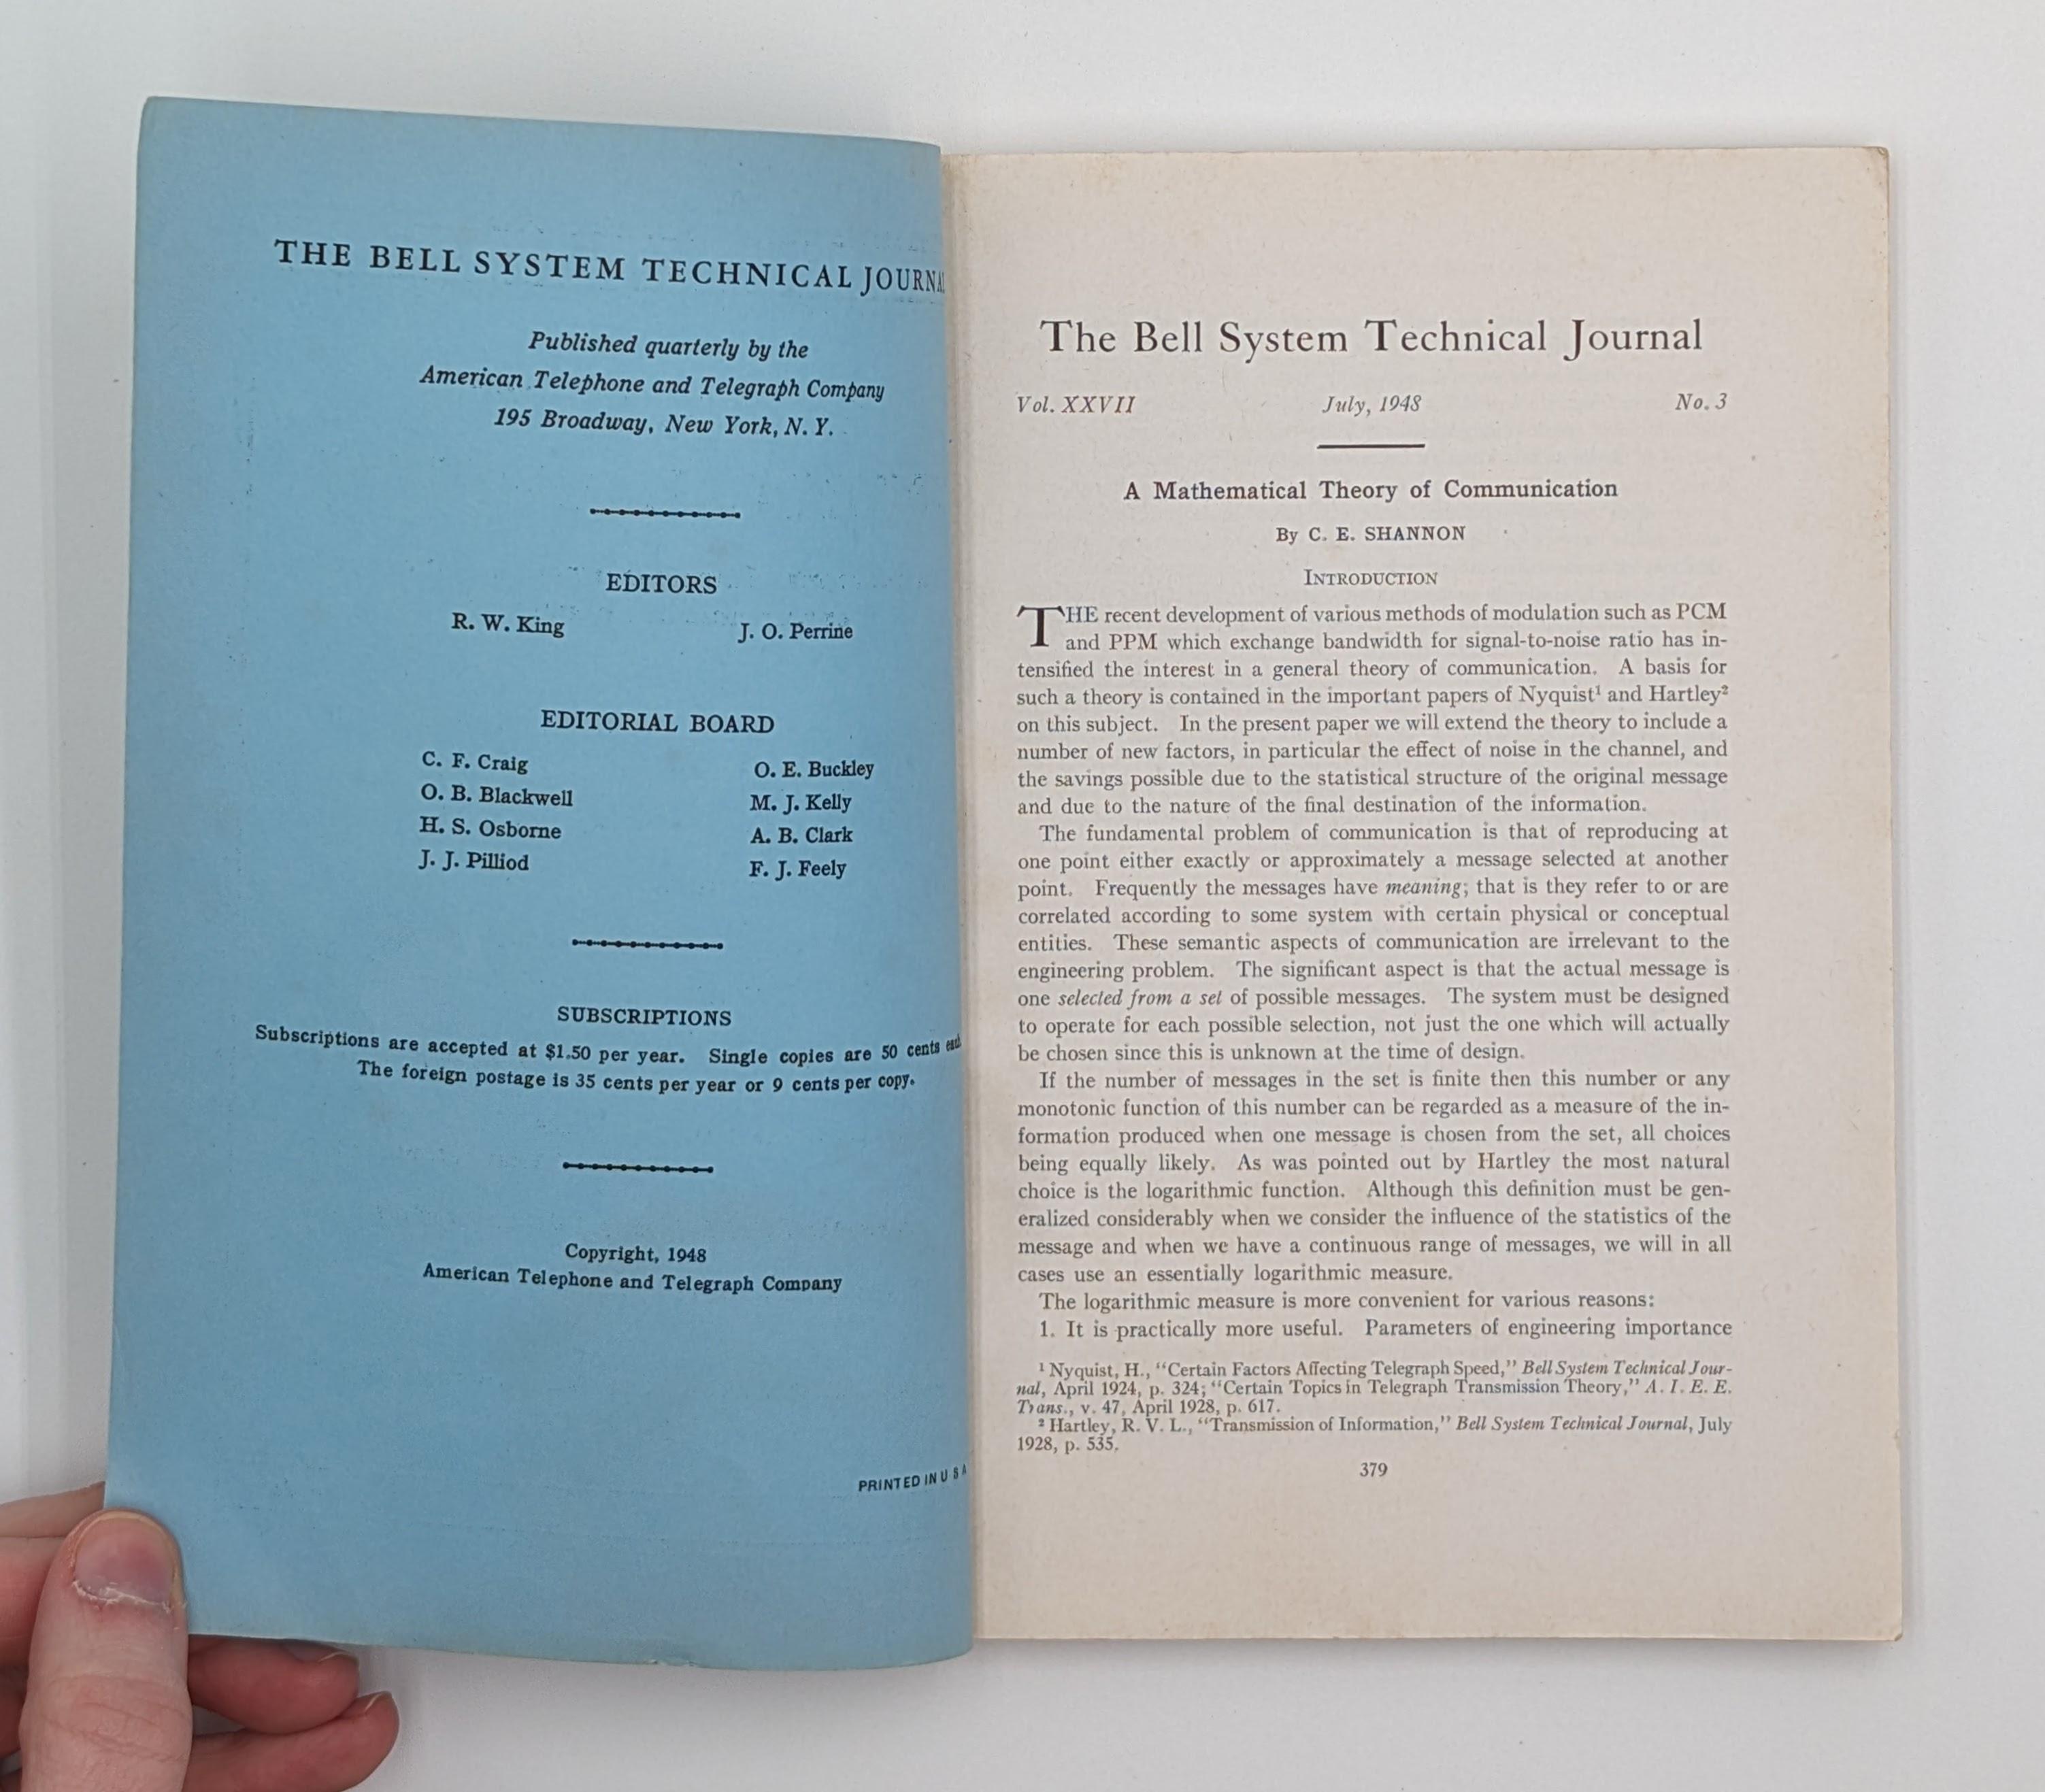 THE BELL SYSTEM TECHNICAL
Published quarterly by the
American Telephone and Telegraph Company
195 Broadway, New York, N. Y.
EDITORS
R. W. King J. O. Perrine
EDITORIAL BOARD
C. F. Craig O. E. Buckley
O. B. Blackwell M. J. Kelly
H. S. Osborne A. B. Clark
J. J. Pilliod F. J. Feely
SUBSCRIPTIONS
Subscriptions are accepted at $1.50 per year. Single copies are 50 cents
The foreign postage is 35 cents per year or 9 cents per copy.
Copyright, 1948
American Telephone and Telegraph Company
PRINTED IN U S A
The Bell System Technical Journal
Vol. XXVII July, 1948 No. 3
A Mathematical Theory of Communication
By C. E. SHANNON
INTRODUCTION
THE recent development of various methods of modulation such as PCM
and PPM which exchange bandwidth for signal-to-noise ratio has in-
tensified the interest in a general theory of communication. A basis for
such a theory is contained in the important papers of Nyquist¹ and Hartley²
on this subject. In the present paper we will extend the theory to include a
number of new factors, in particular the effect of noise in the channel, and
the savings possible due to the statistical structure of the original message
and due to the nature of the final destination of the information.
The fundamental problem of communication is that of reproducing at
one point either exactly or approximately a message selected at another
point. Frequently the messages have meaning; that is they refer to or are
correlated according to some system with certain physical or conceptual
entities. These semantic aspects of communication are irrelevant to the
engineering problem. The significant aspect is that the actual message is
one selected from a set of possible messages. The system must be designed
to operate for each possible selection, not just the one which will actually
be chosen since this is unknown at the time of design.
If the number of messages in the set is finite then this number or any
monotonic function of this number can be regarded as a measure of the in-
formation produced when one message is chosen from the set, all choices
being equally likely. As was pointed out by Hartley the most natural
choice is the logarithmic function. Although this definition must be gen-
eralized considerably when we consider the influence of the statistics of the
message and when we have a continuous range of messages, we will in all
cases use an essentially logarithmic measure.
The logarithmic measure is more convenient for various reasons:
1. It is practically more useful. Parameters of engineering importance
¹ Nyquist, H., "Certain Factors Affecting Telegraph Speed," Bell System Technical Jour-
nal, April 1924, p. 324; "Certain Topics in Telegraph Transmission Theory," A. I. E. E.
Trans., v. 47, April 1928, p. 617.
² Hartley, R. V. L., "Transmission of Information," Bell System Technical Journal, July
1928, p. 535.
379